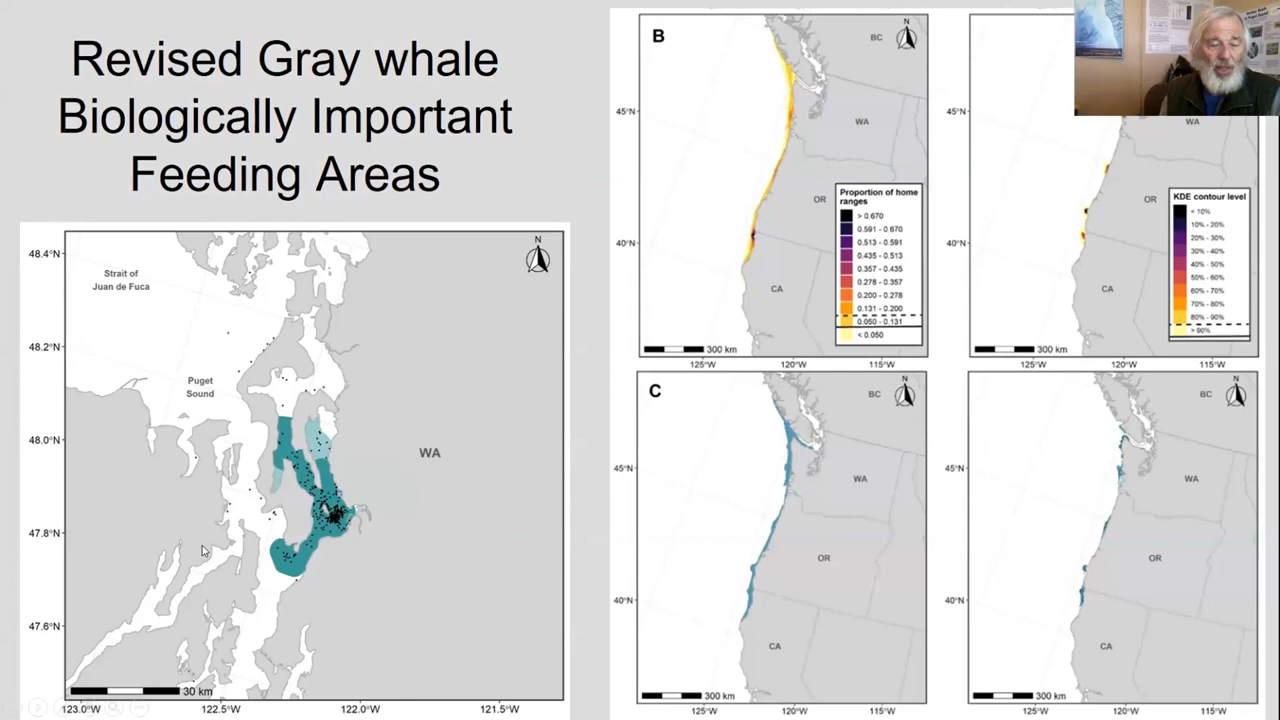 Revised Gray whale
Biologically Important
Feeding Areas
48.4°N
48.2°N
48.0°N
47.8°N
47.6°N
Strait of
Juan de Fuca
Puget
Sound
WA
N
30 km
123.0°W
122.5°W
122.0°W
121.5°W
B
N
BC
WA
OR
CA
45°N
40°N
Proportion of home
ranges
> 0.670
0.591 - 0.670
0.513 - 0.591
0.435 - 0.513
0.357 - 0.435
0.278 - 0.357
0.200 - 0.278
0.131 - 0.200
0.050 - 0.131
< 0.050
300 km
125°W
120°W
115°W
N
WA
OR
CA
45°N
40°N
KDE contour level
< 10%
10% - 20%
20% - 30%
30% - 40%
40% - 50%
50% - 60%
60% - 70%
70% - 80%
80% - 90%
> 90%
300 km
125°W
120°W
115°W
C
N
BC
WA
OR
CA
45°N
40°N
300 km
125°W
120°W
115°W
N
BC
WA
OR
CA
45°N
40°N
300 km
125°W
120°W
115°W